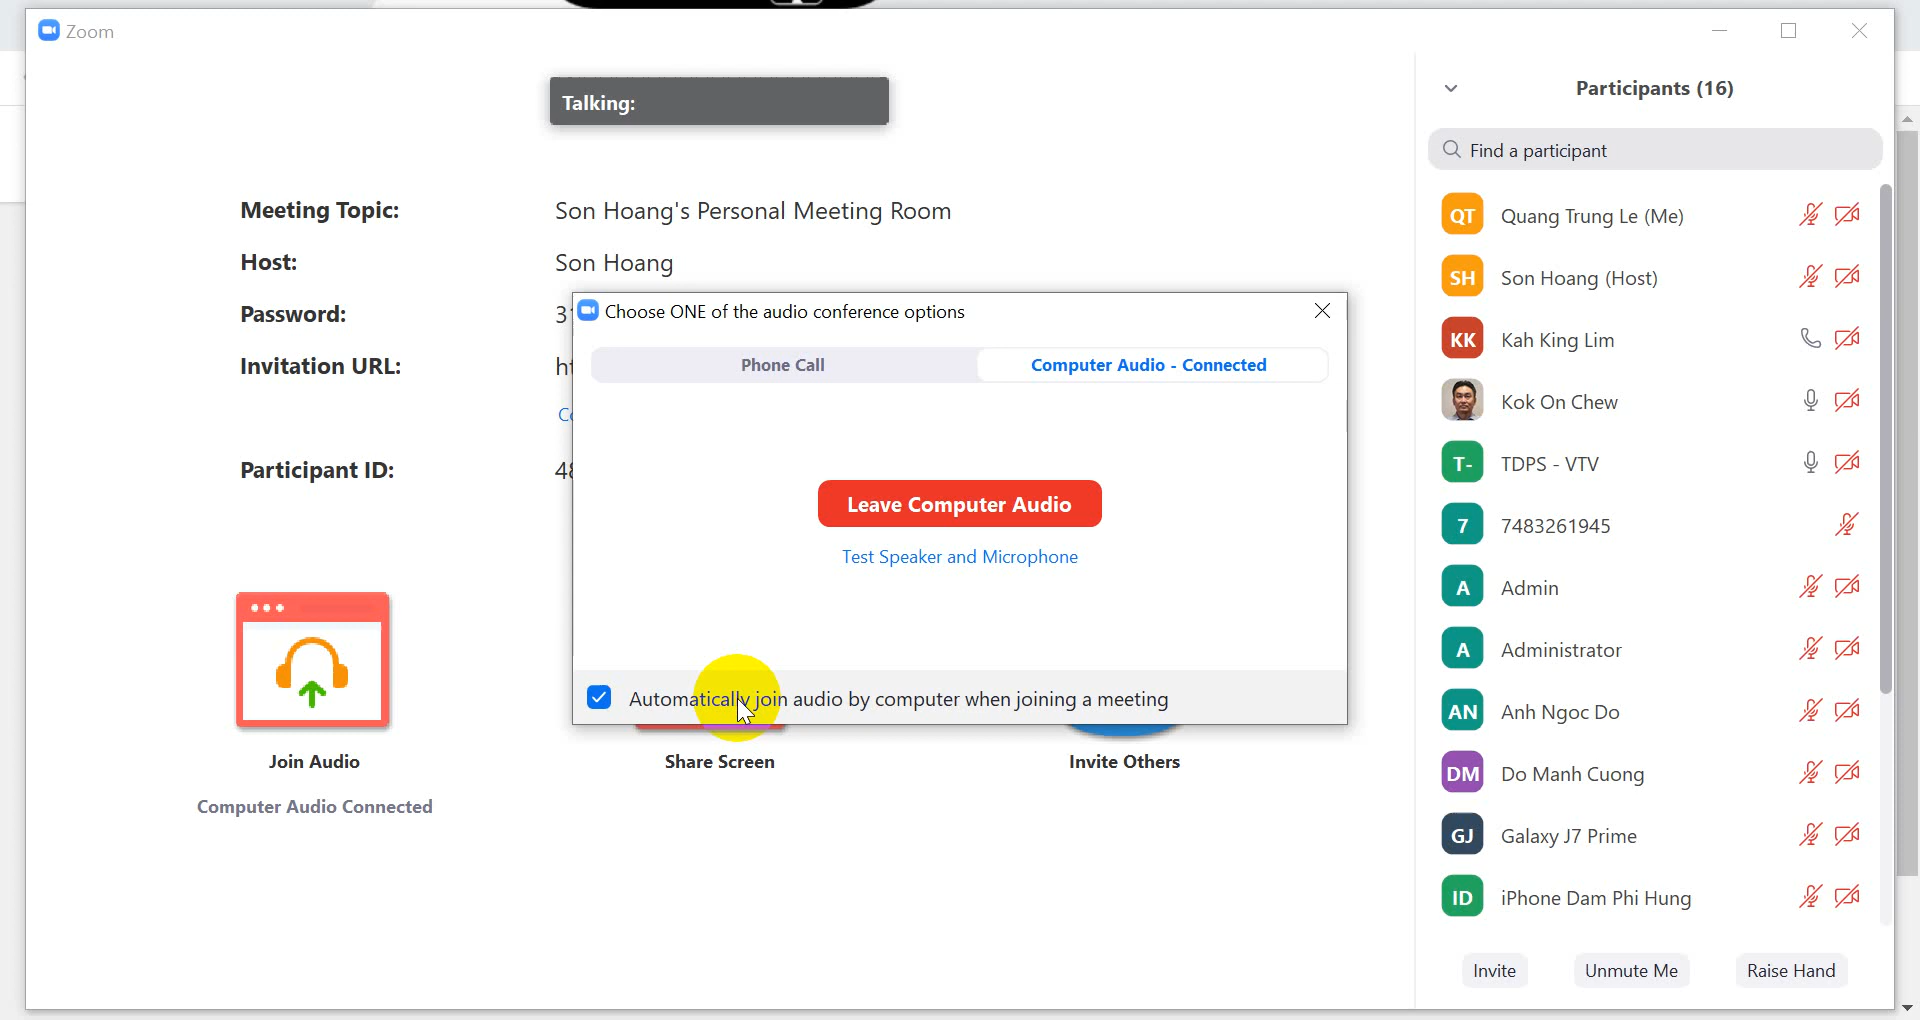 Zoom
Talking:
Meeting Topic: Son Hoang's Personal Meeting Room
Host: Son Hoang
Password:
Invitation URL:
Participant ID:
Choose ONE of the audio conference options
Phone Call
Computer Audio - Connected
Leave Computer Audio
Test Speaker and Microphone
Automatically join audio by computer when joining a meeting
Join Audio
Computer Audio Connected
Share Screen
Invite Others
Participants (16)
Find a participant
QT Quang Trung Le (Me)
SH Son Hoang (Host)
KK Kah King Lim
Kok On Chew
T- TDPS - VTV
7 7483261945
A Admin
A Administrator
AN Anh Ngoc Do
DM Do Manh Cuong
GJ Galaxy J7 Prime
ID iPhone Dam Phi Hung
Invite
Unmute Me
Raise Hand